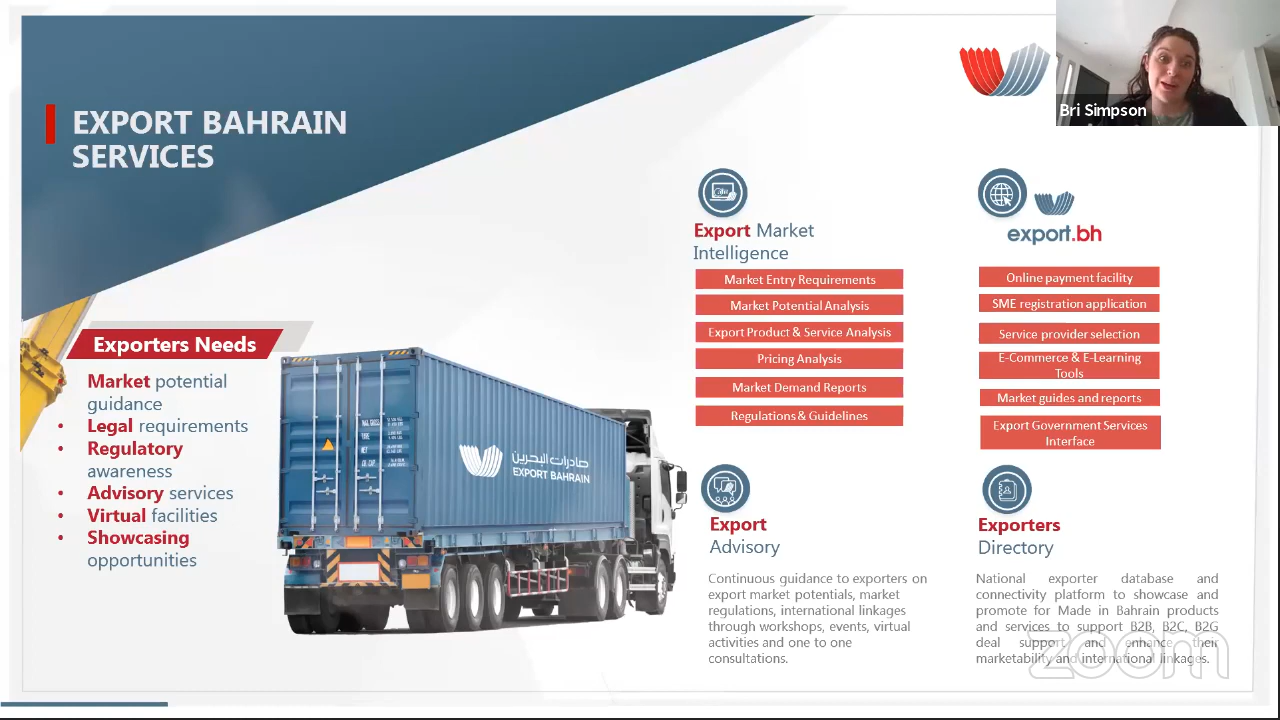 EXPORT BAHRAIN
SERVICES
Bri Simpson
Exporters Needs
Market potential
guidance
• Legal requirements
• Regulatory
awareness
• Advisory services
• Virtual facilities
• Showcasing
opportunities
صادرات البحرين
EXPORT BAHRAIN
Export Market
Intelligence
Market Entry Requirements
Market Potential Analysis
Export Product & Service Analysis
Pricing Analysis
Market Demand Reports
Regulations & Guidelines
export.bh
Online payment facility
SME registration application
Service provider selection
E-Commerce & E-Learning
Tools
Market guides and reports
Export Government Services
Interface
Export
Advisory
Continuous guidance to exporters on
export market potentials, market
regulations, international linkages
through workshops, events, virtual
activities and one to one
consultations.
Exporters
Directory
National exporter database and
connectivity platform to showcase and
promote for Made in Bahrain products
and services to support B2B, B2C, B2G
deal support and enhance their
marketability and international linkages.
zoom